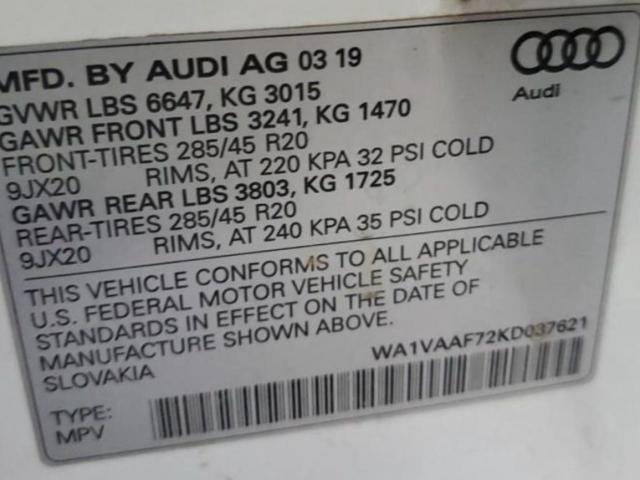 MFD. BY AUDI AG 03 19
GVWR LBS 6647, KG 3015
GAWR FRONT LBS 3241, KG 1470
FRONT-TIRES 285/45 R20
9JX20 RIMS, AT 220 KPA 32 PSI COLD
GAWR REAR LBS 3803, KG 1725
REAR-TIRES 285/45 R20
9JX20 RIMS, AT 240 KPA 35 PSI COLD
Audi
THIS VEHICLE CONFORMS TO ALL APPLICABLE
U.S. FEDERAL MOTOR VEHICLE SAFETY
STANDARDS IN EFFECT ON THE DATE OF
MANUFACTURE SHOWN ABOVE.
SLOVAKIA
WA1VAAF72KD037621
TYPE:
MPV